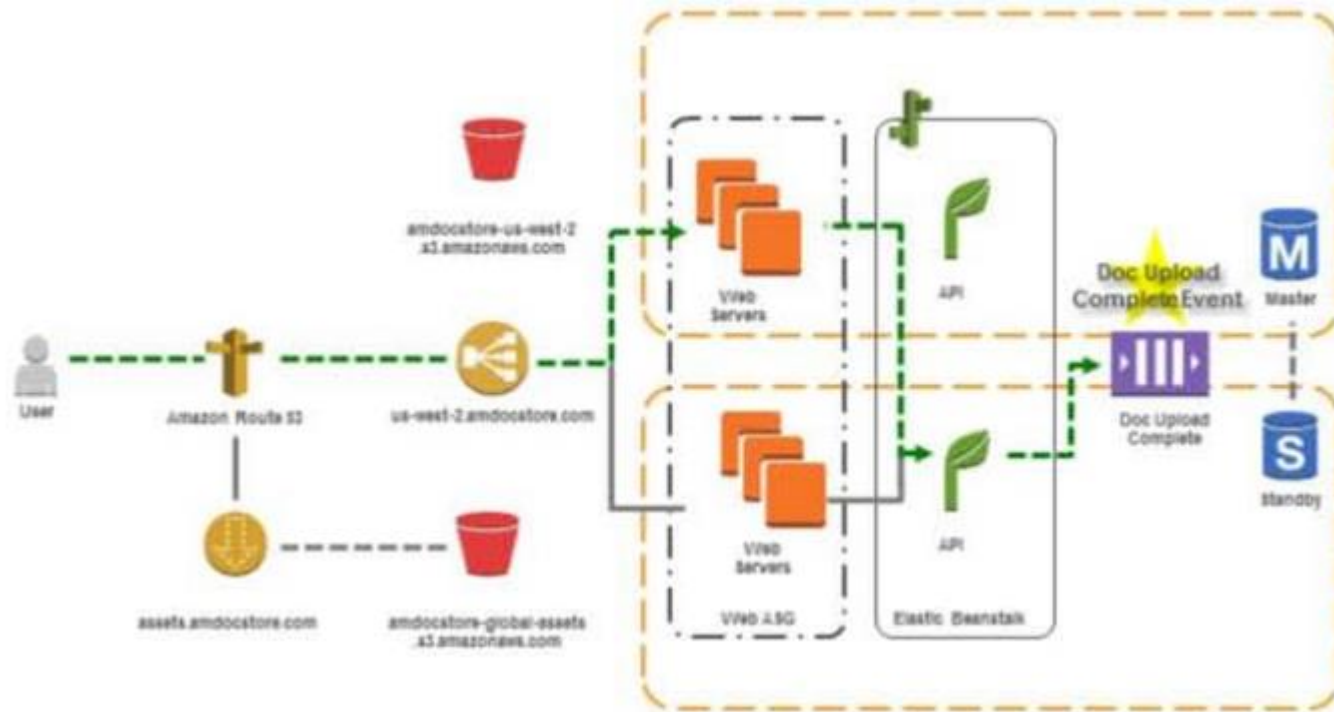 amdocstore-us-west-2
.s3.amazonaws.com
Web
Servers
API
Doc Upload
Complete Event
M
Master
User
Amazon Route 53
us-west-2.amdocstore.com
Doc Upload
Complete
S
Standby
Web
Servers
API
assets.amdocstore.com
amdocstore-global-assets
.s3.amazonaws.com
Web ASG
Elastic Beanstalk